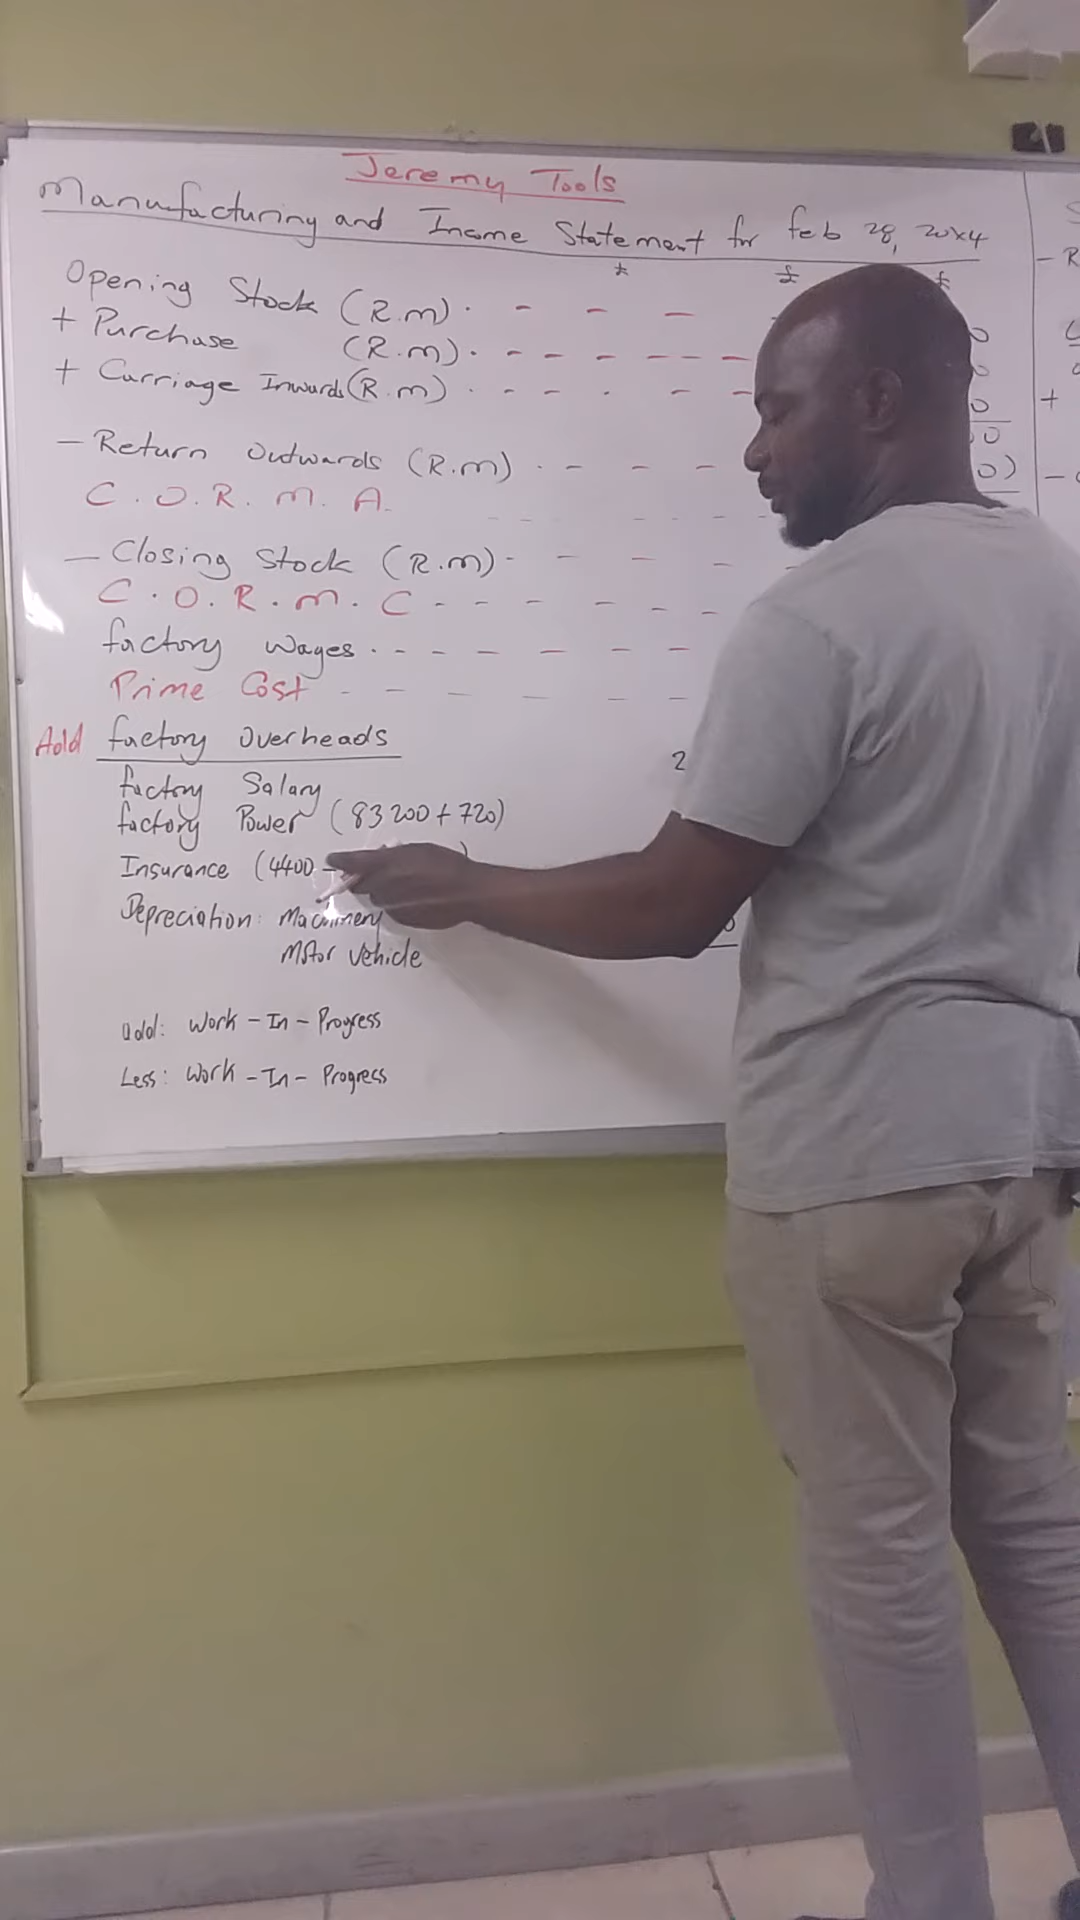 Jeremy Tools
Manufacturing and Income Statement for Feb 28, 20x4
£ £ £
Opening Stock (R.m)
+ Purchase (R.m)
+ Carriage Inwards (R.m)
- Return Outwards (R.m)
C.O.R.M.A.
- Closing Stock (R.m)
C.O.R.M.C
factory Wages
Prime Cost
Add factory Overheads
factory Salary
factory Power (83200+720)
Insurance (4400 -
Depreciation: Machinery
Motor Vehicle
add: Work-In-Progress
Less: Work-In-Progress